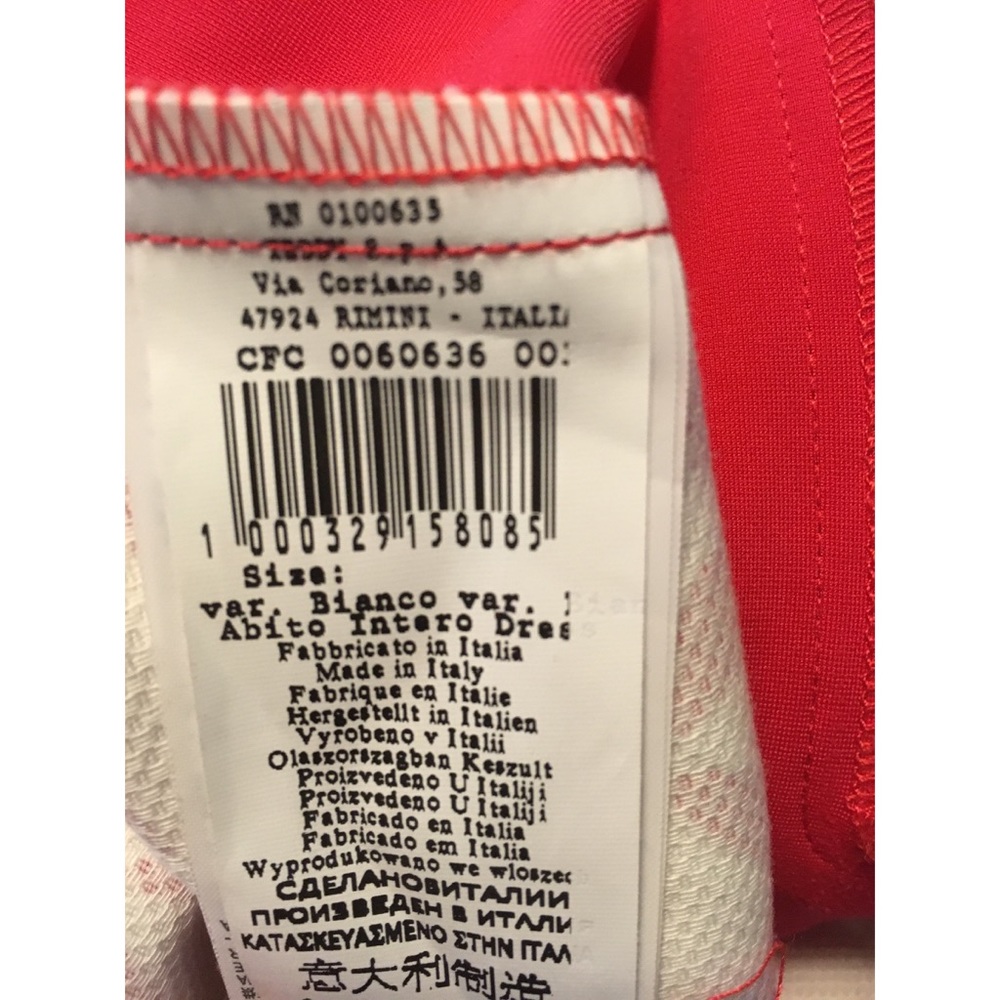 RN 0100635
TEDDY S.p.A
Via Coriano,58
47924 RIMINI - ITALI
CFC 0060636 00
1 000329 158085
Size:
var. Bianco var.
Abito Intero Dres
Fabbricato in Italia
Made in Italy
Fabrique en Italie
Hergestellt in Italien
Vyrobeno v Italii
Olaszorszagban Keszult
Proizvedeno U Italiji
Proizvedeno U Italiji
Fabricado en Italia
Fabricado em Italia
Wyprodukowano we wloszec
СДЕЛАНОВИТАЛИИ
ПРОИЗВЕДЕН В ИТАЛИ
ΚΑΤΑΣΚΕΥΑΣΜΕΝΟ ΣΤΗΝ ΙΤΑΛ
意大利制造